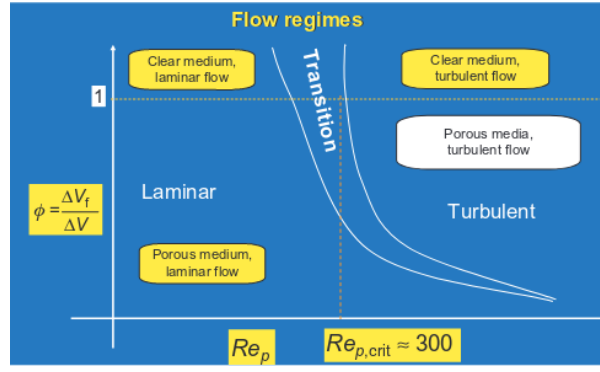 Flow regimes
Clear medium,
laminar flow
Transition
Clear medium,
turbulent flow
1
Porous media,
turbulent flow
Laminar
Turbulent
ϕ = ΔV_f / ΔV
Porous medium,
laminar flow
Re_p
Re_p,crit ≈ 300